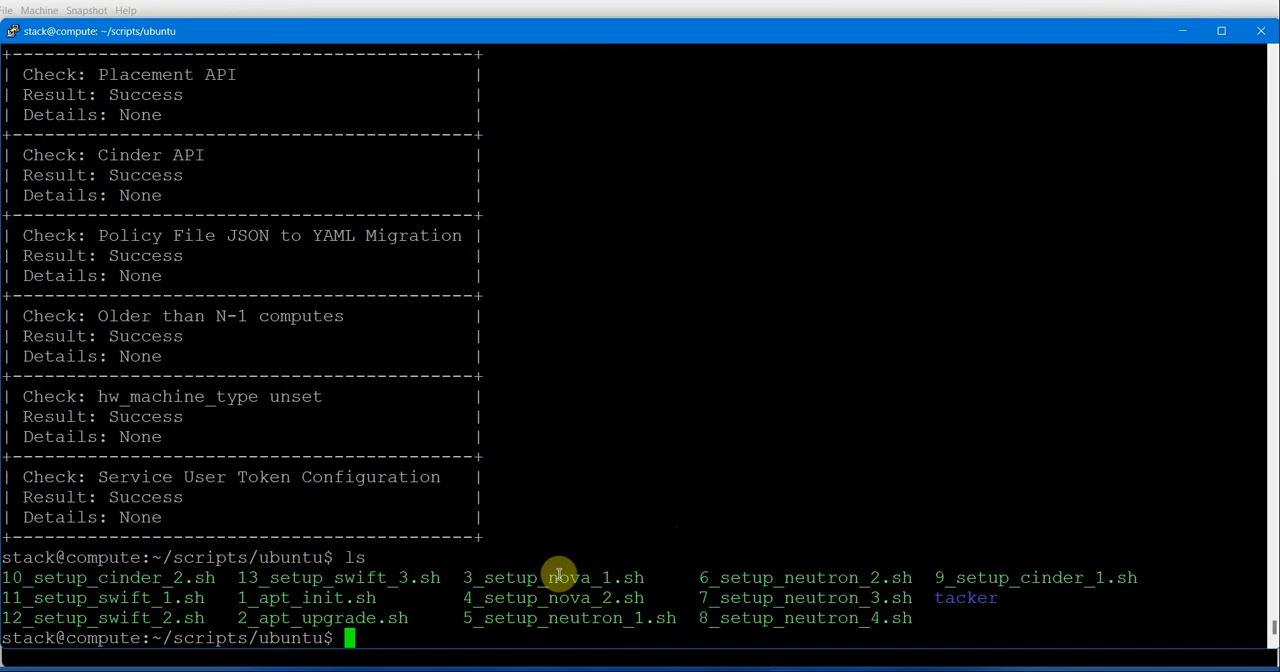 File Machine Snapshot Help
stack@compute: ~/scripts/ubuntu
+-------------------------------------------+
| Check: Placement API                      |
| Result: Success                           |
| Details: None                             |
+-------------------------------------------+
| Check: Cinder API                         |
| Result: Success                           |
| Details: None                             |
+-------------------------------------------+
| Check: Policy File JSON to YAML Migration |
| Result: Success                           |
| Details: None                             |
+-------------------------------------------+
| Check: Older than N-1 computes            |
| Result: Success                           |
| Details: None                             |
+-------------------------------------------+
| Check: hw_machine_type unset              |
| Result: Success                           |
| Details: None                             |
+-------------------------------------------+
| Check: Service User Token Configuration   |
| Result: Success                           |
| Details: None                             |
+-------------------------------------------+
stack@compute:~/scripts/ubuntu$ ls
10_setup_cinder_2.sh  13_setup_swift_3.sh  3_setup_nova_1.sh     6_setup_neutron_2.sh  9_setup_cinder_1.sh
11_setup_swift_1.sh   1_apt_init.sh        4_setup_nova_2.sh     7_setup_neutron_3.sh  tacker
12_setup_swift_2.sh   2_apt_upgrade.sh     5_setup_neutron_1.sh  8_setup_neutron_4.sh
stack@compute:~/scripts/ubuntu$